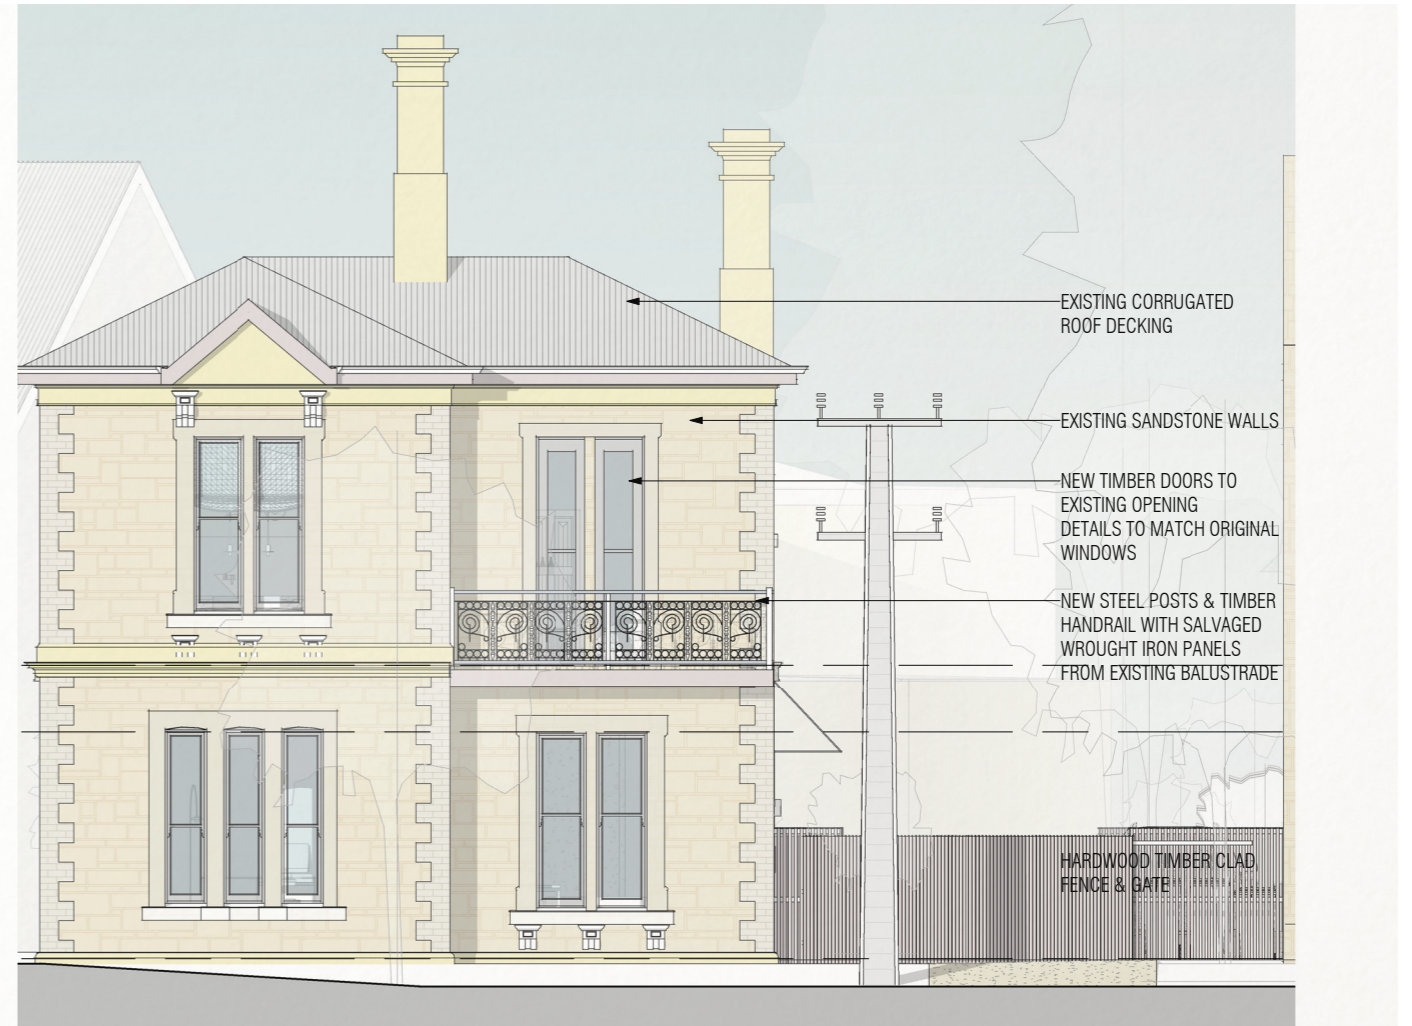 EXISTING CORRUGATED
ROOF DECKING
EXISTING SANDSTONE WALLS
NEW TIMBER DOORS TO
EXISTING OPENING
DETAILS TO MATCH ORIGINAL
WINDOWS
NEW STEEL POSTS & TIMBER
HANDRAIL WITH SALVAGED
WROUGHT IRON PANELS
FROM EXISTING BALUSTRADE
HARDWOOD TIMBER CLAD
FENCE & GATE